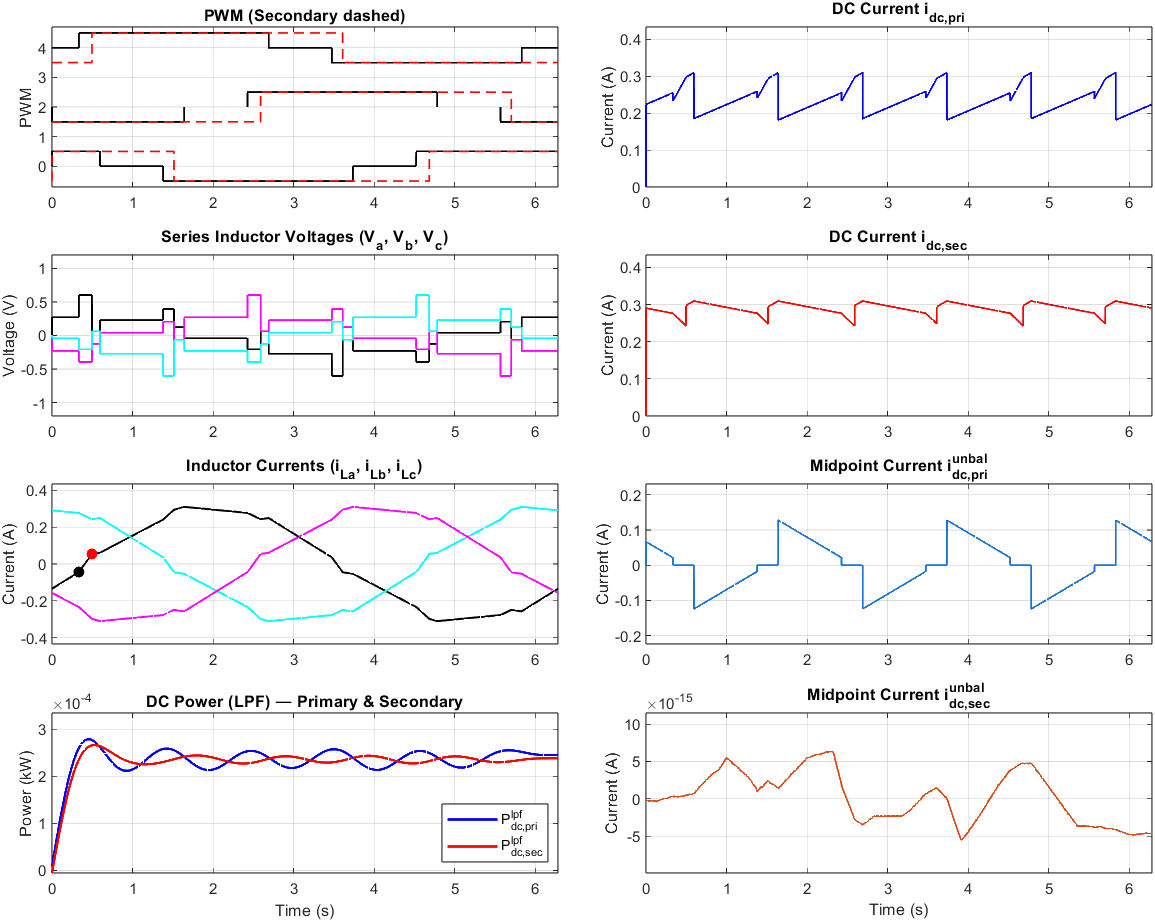 PWM (Secondary dashed)
PWM
4
3
2
1
0
0 1 2 3 4 5 6
DC Current i_dc,pri
Current (A)
0.4
0.3
0.2
0.1
0
0 1 2 3 4 5 6
Series Inductor Voltages (V_a, V_b, V_c)
Voltage (V)
1
0.5
0
-0.5
-1
0 1 2 3 4 5 6
DC Current i_dc,sec
Current (A)
0.4
0.3
0.2
0.1
0
0 1 2 3 4 5 6
Inductor Currents (i_La, i_Lb, i_Lc)
Current (A)
0.4
0.2
0
-0.2
-0.4
0 1 2 3 4 5 6
Midpoint Current i_dc,pri^unbal
Current (A)
0.2
0.1
0
-0.1
-0.2
0 1 2 3 4 5 6
DC Power (LPF) — Primary & Secondary
×10^-4
Power (kW)
3
2
1
0
P_dc,pri^lpf
P_dc,sec^lpf
0 1 2 3 4 5 6
Time (s)
Midpoint Current i_dc,sec^unbal
×10^-15
Current (A)
10
5
0
-5
0 1 2 3 4 5 6
Time (s)